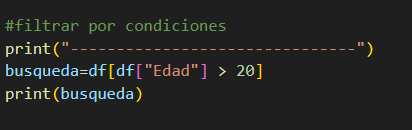 #filtrar por condiciones
print("-------------------------------")
busqueda=df[df["Edad"] > 20]
print(busqueda)